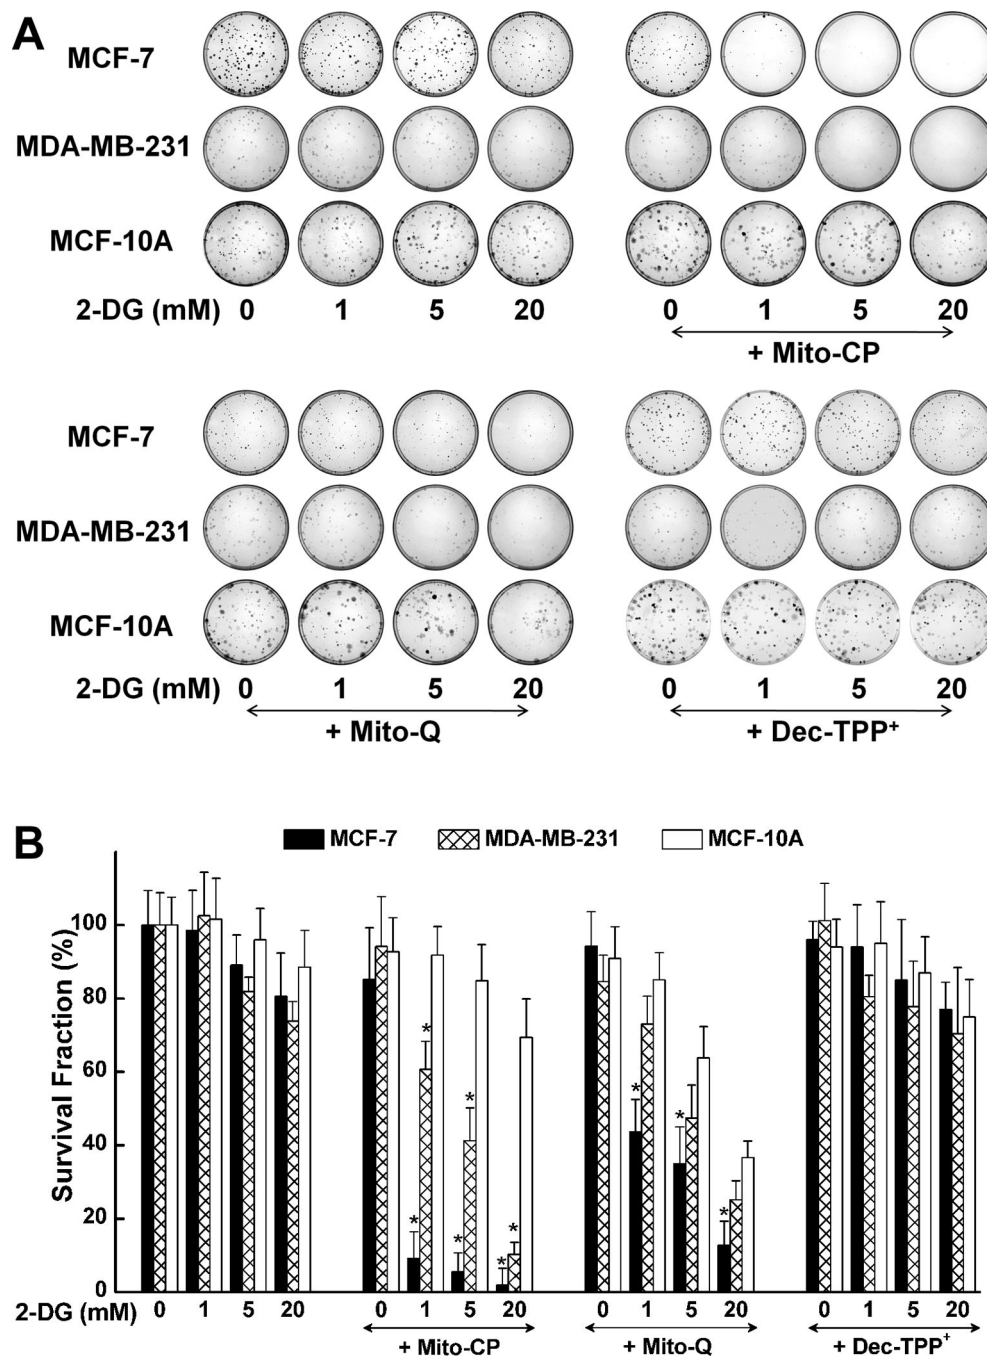 A
MCF-7
MDA-MB-231
MCF-10A
2-DG (mM) 0 1 5 20 0 1 5 20
+ Mito-CP
MCF-7
MDA-MB-231
MCF-10A
2-DG (mM) 0 1 5 20 0 1 5 20
+ Mito-Q + Dec-TPP⁺
B
MCF-7 MDA-MB-231 MCF-10A
Survival Fraction (%)
100
80
60
40
20
0
* * * * * * * * *
2-DG (mM) 0 1 5 20 0 1 5 20 0 1 5 20 0 1 5 20
+ Mito-CP + Mito-Q + Dec-TPP⁺